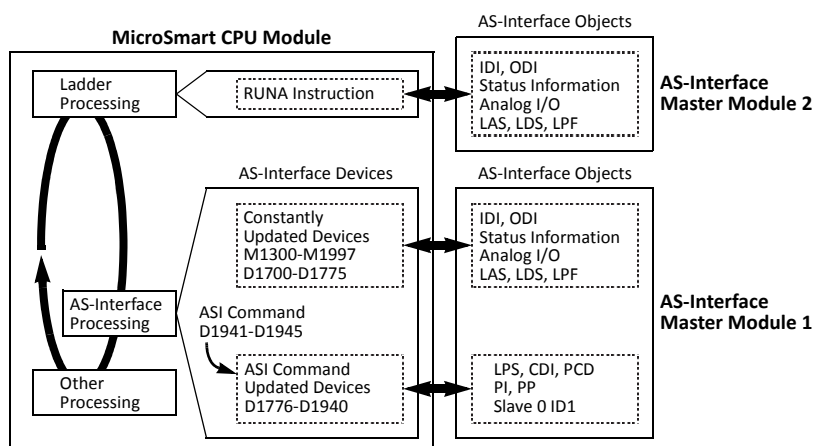 AS-Interface Objects
MicroSmart CPU Module
Ladder
Processing
RUNA Instruction
IDI, ODI
Status Information
Analog I/O
LAS, LDS, LPF
AS-Interface
Master Module 2
AS-Interface Devices
AS-Interface Objects
Constantly
Updated Devices
M1300-M1997
D1700-D1775
IDI, ODI
Status Information
Analog I/O
LAS, LDS, LPF
AS-Interface
Processing
ASI Command
D1941-D1945
AS-Interface
Master Module 1
Other
Processing
ASI Command
Updated Devices
D1776-D1940
LPS, CDI, PCD
PI, PP
Slave 0 ID1